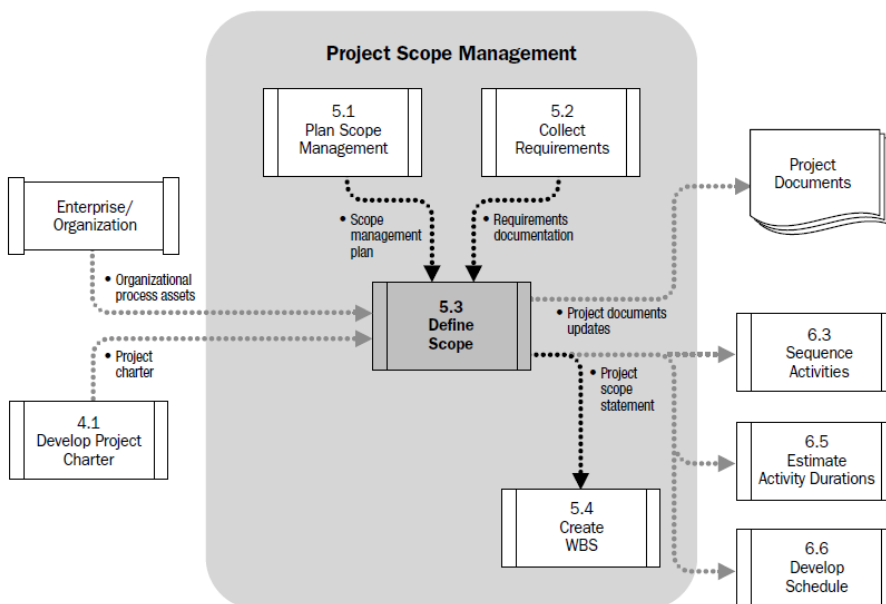 Project Scope Management
5.1
Plan Scope
Management
5.2
Collect
Requirements
Project
Documents
Enterprise/
Organization
• Scope
management
plan
• Requirements
documentation
• Organizational
process assets
5.3
Define
Scope
• Project documents
updates
• Project
charter
• Project
scope
statement
6.3
Sequence
Activities
4.1
Develop Project
Charter
6.5
Estimate
Activity Durations
5.4
Create
WBS
6.6
Develop
Schedule